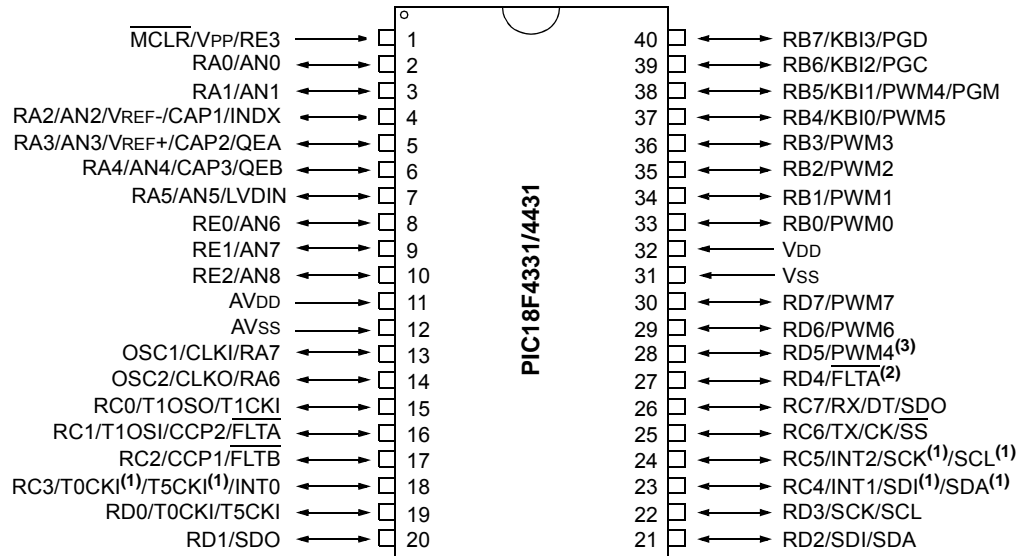 MCLR/VPP/RE3 1 40 RB7/KBI3/PGD
RA0/AN0 2 39 RB6/KBI2/PGC
RA1/AN1 3 38 RB5/KBI1/PWM4/PGM
RA2/AN2/VREF-/CAP1/INDX 4 37 RB4/KBI0/PWM5
RA3/AN3/VREF+/CAP2/QEA 5 36 RB3/PWM3
RA4/AN4/CAP3/QEB 6 35 RB2/PWM2
RA5/AN5/LVDIN 7 34 RB1/PWM1
RE0/AN6 8 33 RB0/PWM0
RE1/AN7 9 32 VDD
RE2/AN8 10 31 VSS
AVDD 11 30 RD7/PWM7
AVSS 12 29 RD6/PWM6
OSC1/CLKI/RA7 13 28 RD5/PWM4(3)
OSC2/CLKO/RA6 14 27 RD4/FLTA(2)
RC0/T1OSO/T1CKI 15 26 RC7/RX/DT/SDO
RC1/T1OSI/CCP2/FLTA 16 25 RC6/TX/CK/SS
RC2/CCP1/FLTB 17 24 RC5/INT2/SCK(1)/SCL(1)
RC3/T0CKI(1)/T5CKI(1)/INT0 18 23 RC4/INT1/SDI(1)/SDA(1)
RD0/T0CKI/T5CKI 19 22 RD3/SCK/SCL
RD1/SDO 20 21 RD2/SDI/SDA
PIC18F4331/4431